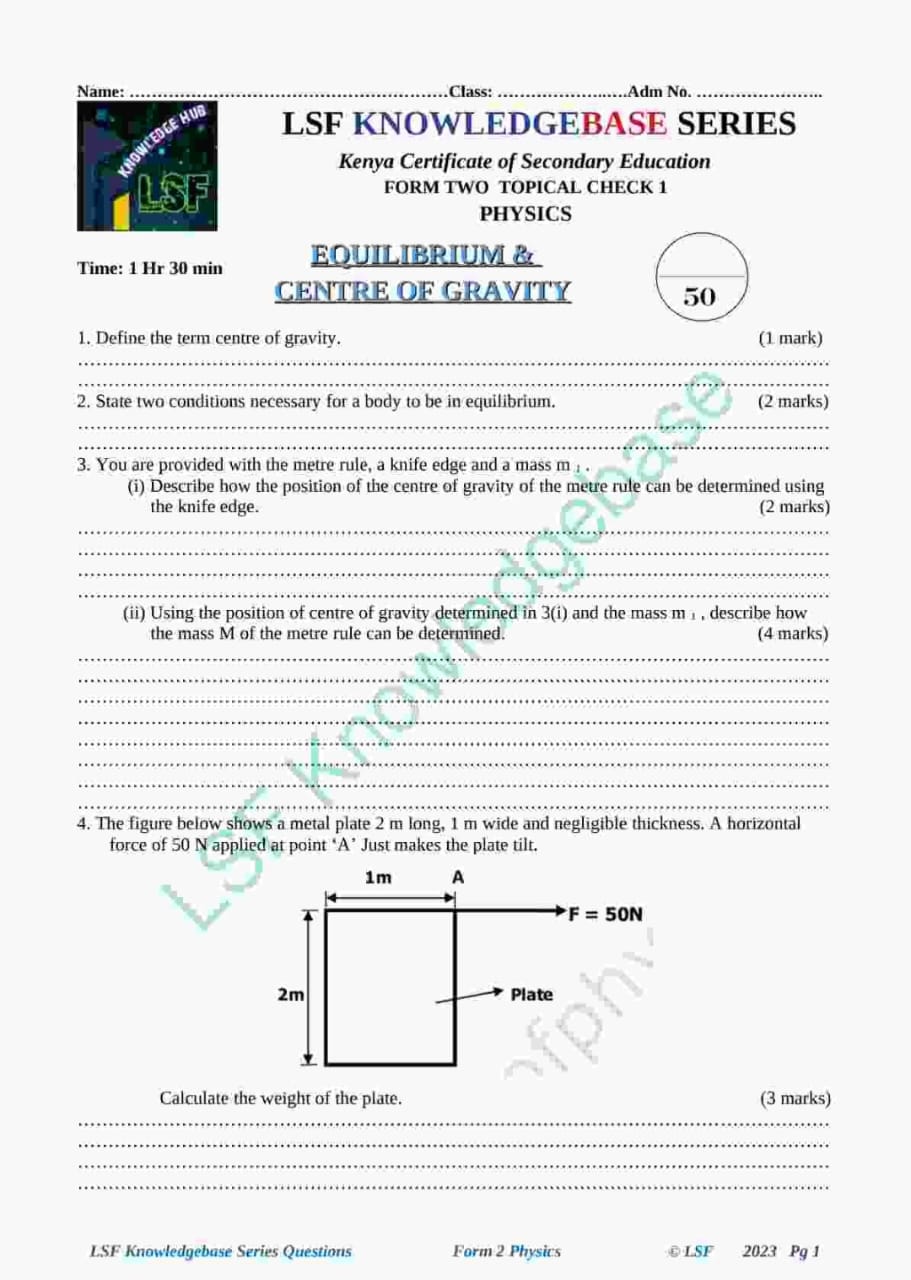 Name: ……………………………………………………Class: ………………………Adm No. …………………..
KNOWLEDGE HUB
LSF
LSF KNOWLEDGEBASE SERIES
Kenya Certificate of Secondary Education
FORM TWO TOPICAL CHECK 1
PHYSICS
Time: 1 Hr 30 min
EQUILIBRIUM &
CENTRE OF GRAVITY
50
1. Define the term centre of gravity. (1 mark)
2. State two conditions necessary for a body to be in equilibrium. (2 marks)
3. You are provided with the metre rule, a knife edge and a mass m 1 .
(i) Describe how the position of the centre of gravity of the metre rule can be determined using
the knife edge. (2 marks)
(ii) Using the position of centre of gravity determined in 3(i) and the mass m 1 , describe how
the mass M of the metre rule can be determined. (4 marks)
LSF Knowledgebase
4. The figure below shows a metal plate 2 m long, 1 m wide and negligible thickness. A horizontal
force of 50 N applied at point ‘A’ Just makes the plate tilt.
1m A
F = 50N
2m Plate
Calculate the weight of the plate. (3 marks)
LSF Knowledgebase Series Questions Form 2 Physics © LSF 2023 Pg 1